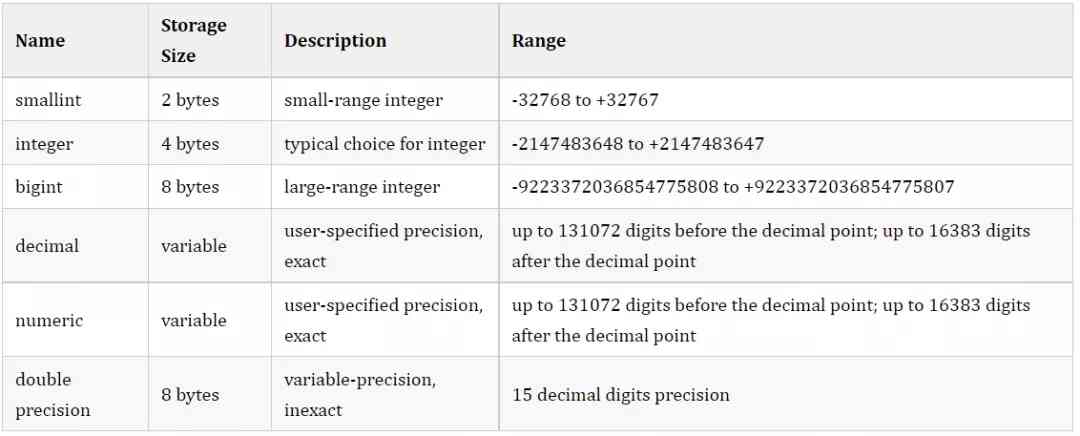 Name
Storage
Size
Description
Range
smallint
2 bytes
small-range integer
-32768 to +32767
integer
4 bytes
typical choice for integer
-2147483648 to +2147483647
bigint
8 bytes
large-range integer
-9223372036854775808 to +9223372036854775807
decimal
variable
user-specified precision,
exact
up to 131072 digits before the decimal point; up to 16383 digits
after the decimal point
numeric
variable
user-specified precision,
exact
up to 131072 digits before the decimal point; up to 16383 digits
after the decimal point
double
precision
8 bytes
variable-precision,
inexact
15 decimal digits precision